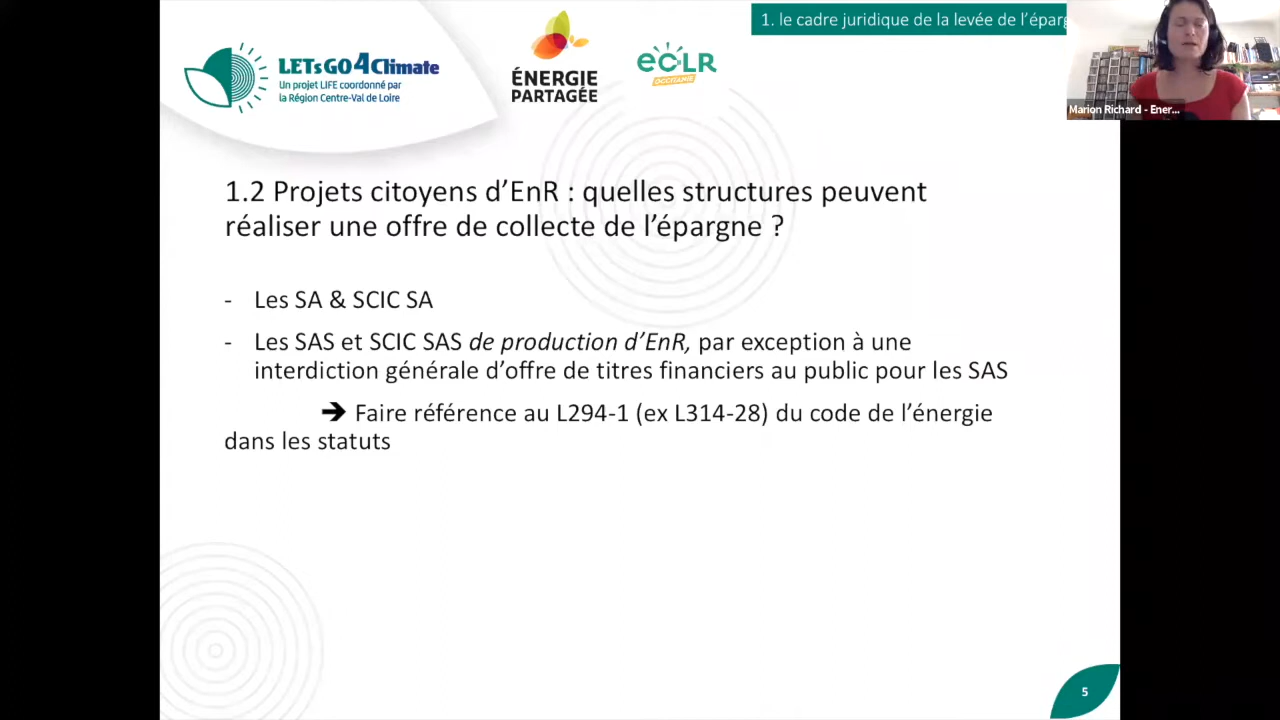 1. le cadre juridique de la levée de l'éparg
LETsGO4Climate
Un projet LIFE coordonné par
la Région Centre-Val de Loire
ÉNERGIE
PARTAGÉE
eCLR
OCCITANIE
Marion Richard - Ener...
1.2 Projets citoyens d'EnR : quelles structures peuvent
réaliser une offre de collecte de l'épargne ?
- Les SA & SCIC SA
- Les SAS et SCIC SAS de production d'EnR, par exception à une
interdiction générale d'offre de titres financiers au public pour les SAS
➔ Faire référence au L294-1 (ex L314-28) du code de l'énergie
dans les statuts
5